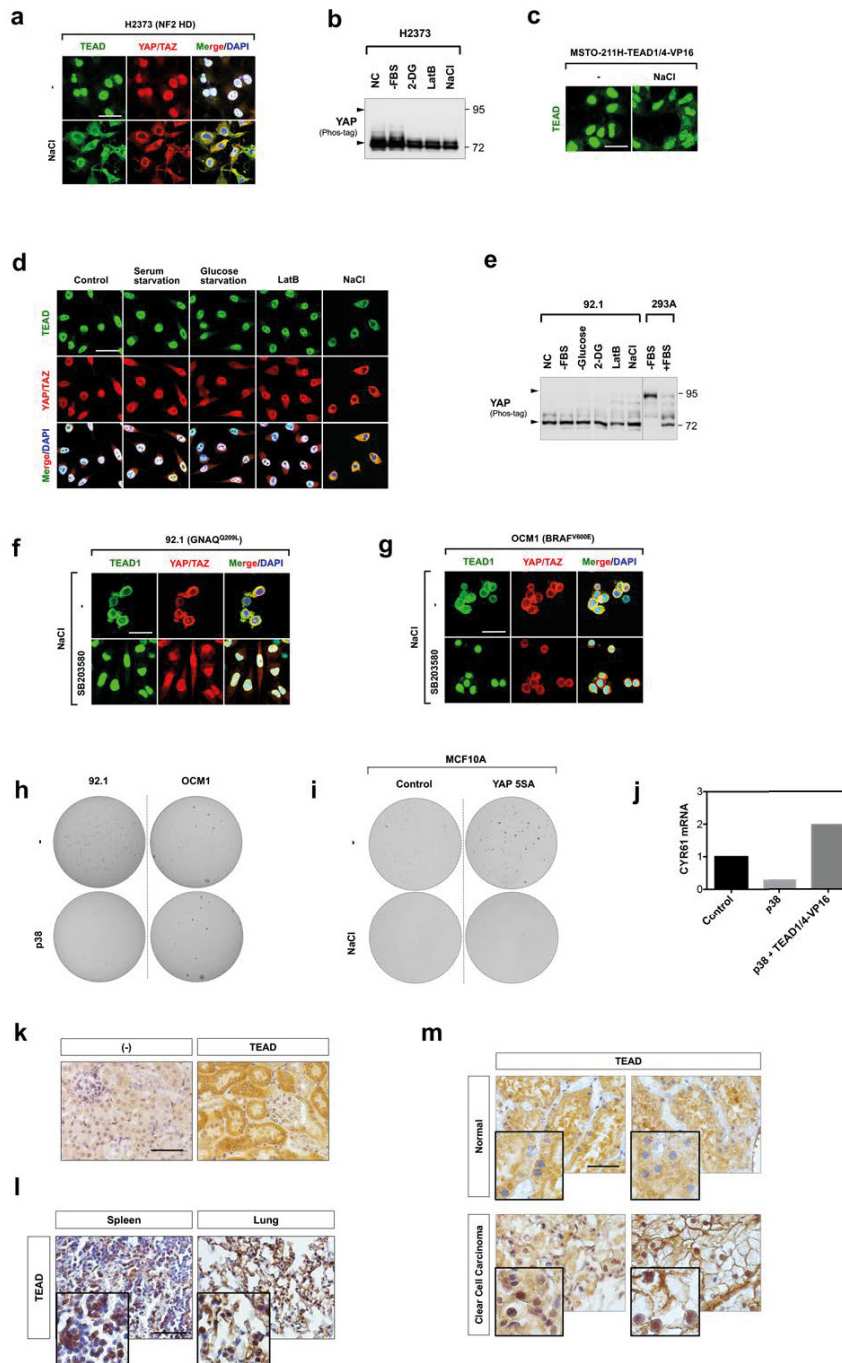 a
H2373 (NF2 HD)
TEAD YAP/TAZ Merge/DAPI
-
NaCl
b
H2373
NC -FBS 2-DG LatB NaCl
YAP
(Phos-tag)
95
72
c
MSTO-211H-TEAD1/4-VP16
- NaCl
TEAD
d
Control Serum starvation Glucose starvation LatB NaCl
TEAD
YAP/TAZ
Merge/DAPI
e
92.1 293A
NC -FBS -Glucose 2-DG LatB NaCl -FBS +FBS
YAP
(Phos-tag)
95
72
f
92.1 (GNAQQ209L)
TEAD1 YAP/TAZ Merge/DAPI
NaCl
-
SB203580
g
OCM1 (BRAFV600E)
TEAD1 YAP/TAZ Merge/DAPI
NaCl
-
SB203580
h
92.1 OCM1
-
p38
i
MCF10A
Control YAP 5SA
-
NaCl
j
CYR61 mRNA
3
2
1
0
Control
p38
p38 + TEAD1/4-VP16
k
(-) TEAD
l
Spleen Lung
TEAD
m
TEAD
Normal
Clear Cell Carcinoma